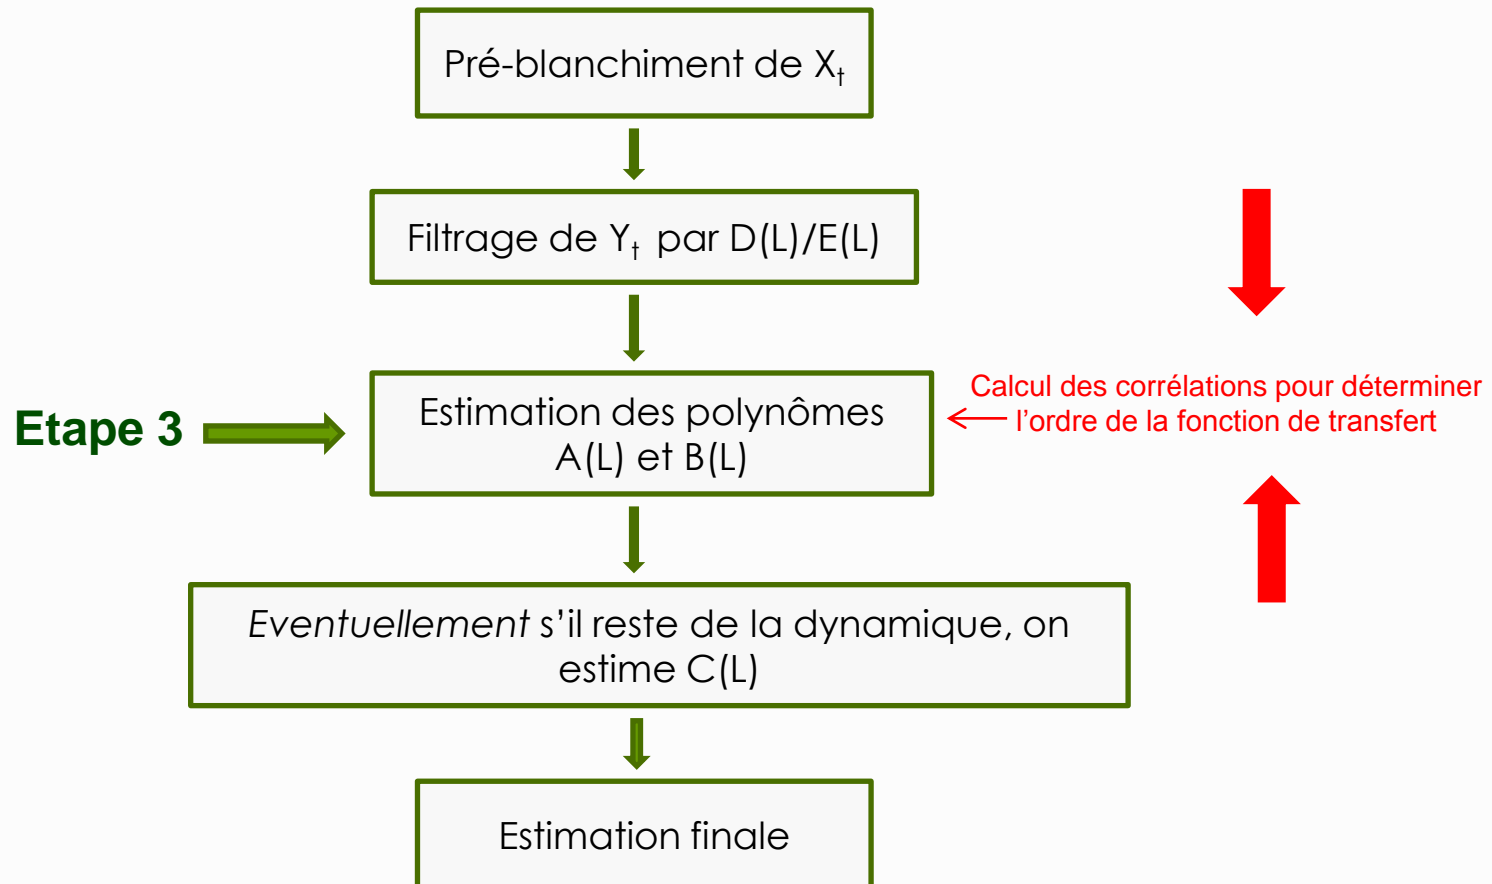 Pré-blanchiment de Xₜ
Filtrage de Yₜ par D(L)/E(L)
Etape 3
Estimation des polynômes
A(L) et B(L)
Calcul des corrélations pour déterminer
l’ordre de la fonction de transfert
Eventuellement s’il reste de la dynamique, on
estime C(L)
Estimation finale